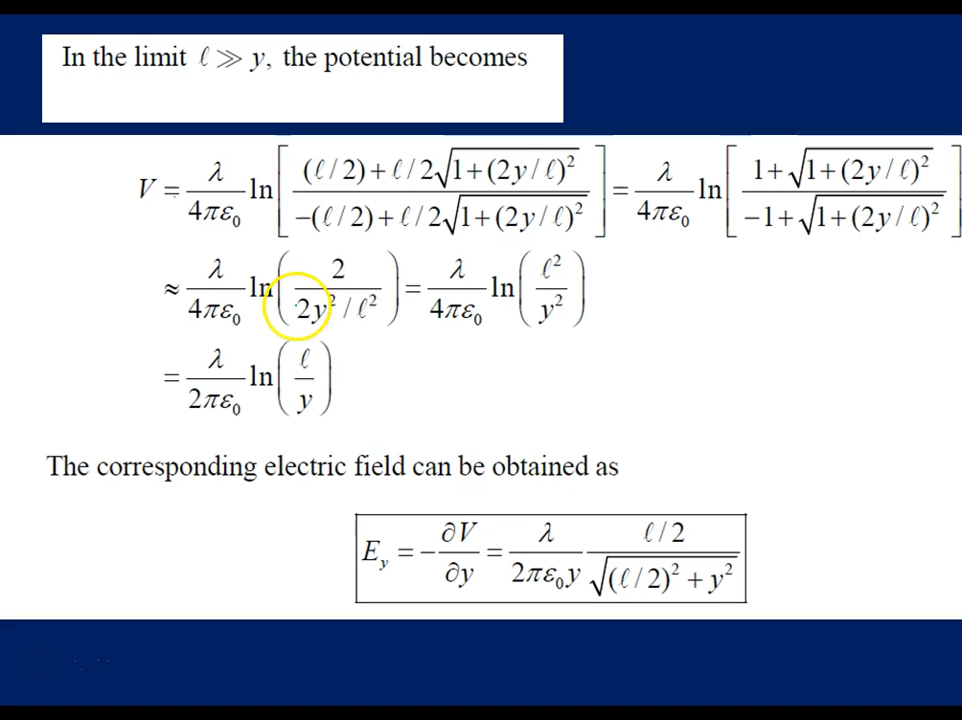 In the limit ℓ ≫ y, the potential becomes
V = λ/4πε₀ ln[ (ℓ/2)+ℓ/2√(1+(2y/ℓ)²) / −(ℓ/2)+ℓ/2√(1+(2y/ℓ)²) ] = λ/4πε₀ ln[ 1+√(1+(2y/ℓ)²) / −1+√(1+(2y/ℓ)²) ]
≈ λ/4πε₀ ln( 2 / 2y²/ℓ² ) = λ/4πε₀ ln( ℓ²/y² )
= λ/2πε₀ ln( ℓ/y )
The corresponding electric field can be obtained as
E_y = −∂V/∂y = λ/2πε₀y ℓ/2 / √((ℓ/2)²+y²)